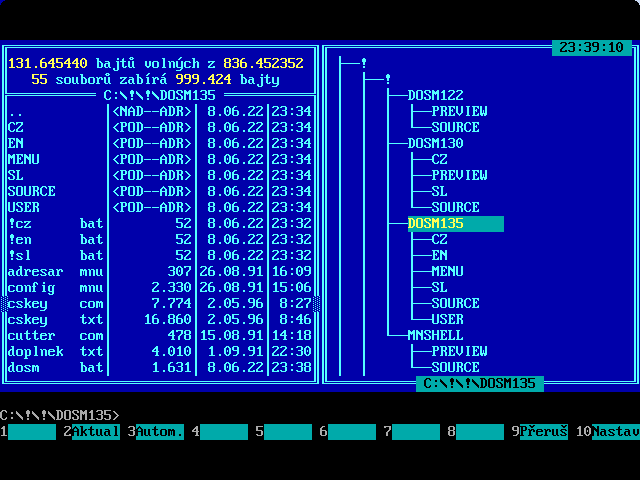 23:39:10
131.645440 bajtů volných z 836.452352
55 souborů zabírá 999.424 bajty
C:\!\!\DOSM135
.. <NAD--ADR> 8.06.22 23:34
CZ <POD--ADR> 8.06.22 23:34
EN <POD--ADR> 8.06.22 23:34
MENU <POD--ADR> 8.06.22 23:34
SL <POD--ADR> 8.06.22 23:34
SOURCE <POD--ADR> 8.06.22 23:34
USER <POD--ADR> 8.06.22 23:34
!cz bat 52 8.06.22 23:32
!en bat 52 8.06.22 23:32
!sl bat 52 8.06.22 23:32
adresar mnu 307 26.08.91 16:09
config mnu 2.330 26.08.91 15:06
cskey com 7.774 2.05.96 8:27
cskey txt 16.860 2.05.96 8:46
cutter com 478 15.08.91 14:18
doplnek txt 4.010 1.09.91 22:30
dosm bat 1.631 8.06.22 23:38
!
!
DOSM122
PREVIEW
SOURCE
DOSM130
CZ
PREVIEW
SL
SOURCE
DOSM135
CZ
EN
MENU
SL
SOURCE
USER
MNSHELL
PREVIEW
SOURCE
C:\!\!\DOSM135
C:\!\!\DOSM135>
1 2Aktual 3Autom. 4 5 6 7 8 9Přeruš 10Nastav